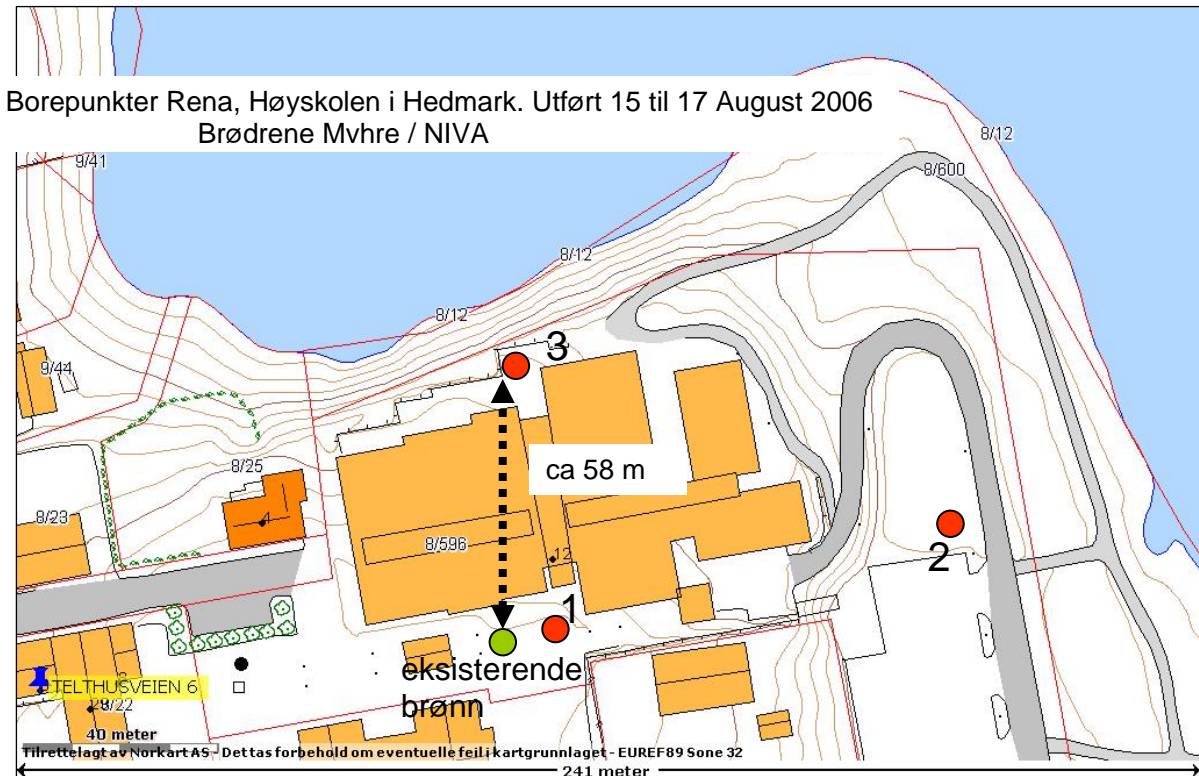 Borepunkter Rena, Høyskolen i Hedmark. Utført 15 til 17 August 2006
Brødrene Mvhre / NIVA
9/41
8/12
8/600
8/12
8/12
3
9/44
ca 58 m
8/25
4
8/23
8/596
12
2
1
eksisterende
brønn
TELTHUSVEIEN 6
8/22
40 meter
Tilrettelagt av Norkart AS - Dettas forbehold om eventuelle feil i kartgrunnlaget - EUREF89 Sone 32
241 meter